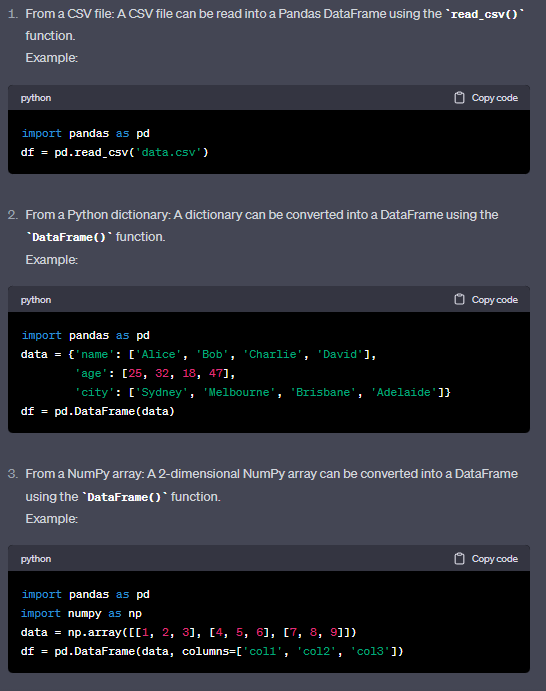 1. From a CSV file: A CSV file can be read into a Pandas DataFrame using the `read_csv()`
function.
Example:
python
Copy code
import pandas as pd
df = pd.read_csv('data.csv')
2. From a Python dictionary: A dictionary can be converted into a DataFrame using the
`DataFrame()` function.
Example:
python
Copy code
import pandas as pd
data = {'name': ['Alice', 'Bob', 'Charlie', 'David'],
        'age': [25, 32, 18, 47],
        'city': ['Sydney', 'Melbourne', 'Brisbane', 'Adelaide']}
df = pd.DataFrame(data)
3. From a NumPy array: A 2-dimensional NumPy array can be converted into a DataFrame
using the `DataFrame()` function.
Example:
python
Copy code
import pandas as pd
import numpy as np
data = np.array([[1, 2, 3], [4, 5, 6], [7, 8, 9]])
df = pd.DataFrame(data, columns=['col1', 'col2', 'col3'])